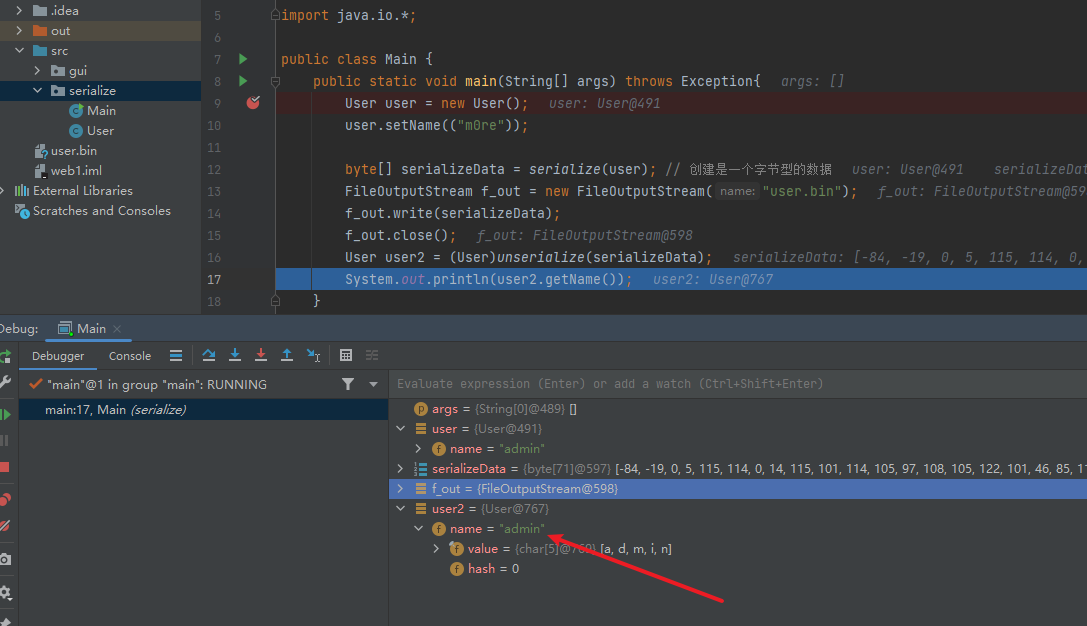 .idea
out
src
gui
serialize
Main
User
user.bin
web1.iml
External Libraries
Scratches and Consoles
5 import java.io.*;
6
7 public class Main {
8 public static void main(String[] args) throws Exception{ args: []
9 User user = new User(); user: User@491
10 user.setName(("m0re"));
11
12 byte[] serializeData = serialize(user); // 创建是一个字节型的数据 user: User@491 serializeDat
13 FileOutputStream f_out = new FileOutputStream( name: "user.bin"); f_out: FileOutputStream@59
14 f_out.write(serializeData);
15 f_out.close(); f_out: FileOutputStream@598
16 User user2 = (User)unserialize(serializeData); serializeData: [-84, -19, 0, 5, 115, 114, 0,
17 System.out.println(user2.getName()); user2: User@767
18 }
Debug: Main
Debugger Console
"main"@1 in group "main": RUNNING
main:17, Main (serialize)
Evaluate expression (Enter) or add a watch (Ctrl+Shift+Enter)
args = {String[0]@489} []
user = {User@491}
name = "admin"
serializeData = {byte[71]@597} [-84, -19, 0, 5, 115, 114, 0, 14, 115, 101, 114, 105, 97, 108, 105, 122, 101, 46, 85, 11
f_out = {FileOutputStream@598}
user2 = {User@767}
name = "admin"
value = {char[5]@769} [a, d, m, i, n]
hash = 0